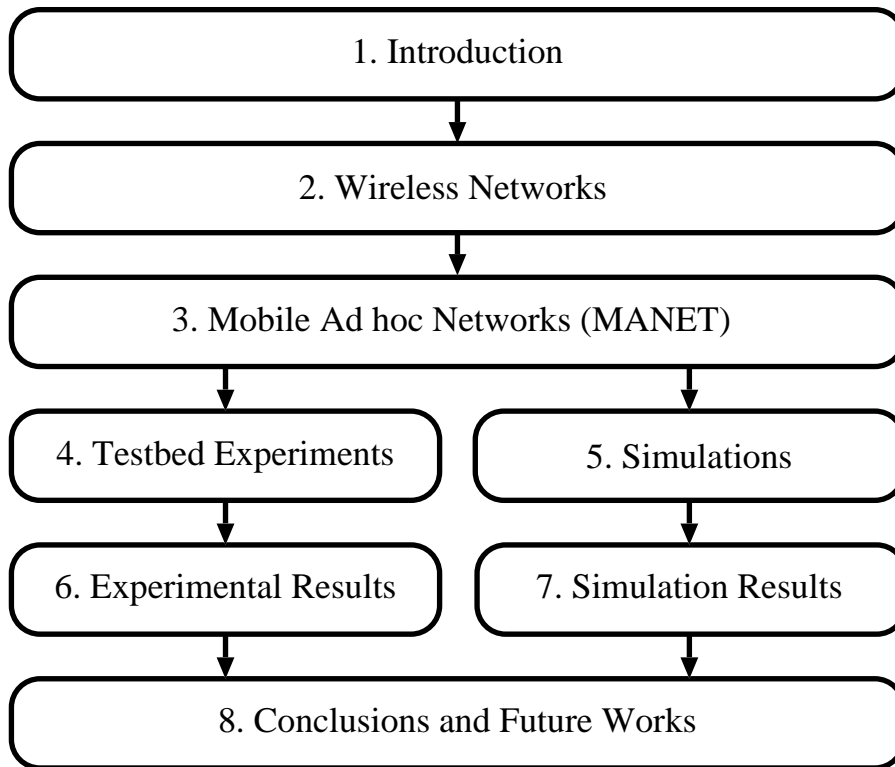 1. Introduction
2. Wireless Networks
3. Mobile Ad hoc Networks (MANET)
4. Testbed Experiments
5. Simulations
6. Experimental Results
7. Simulation Results
8. Conclusions and Future Works